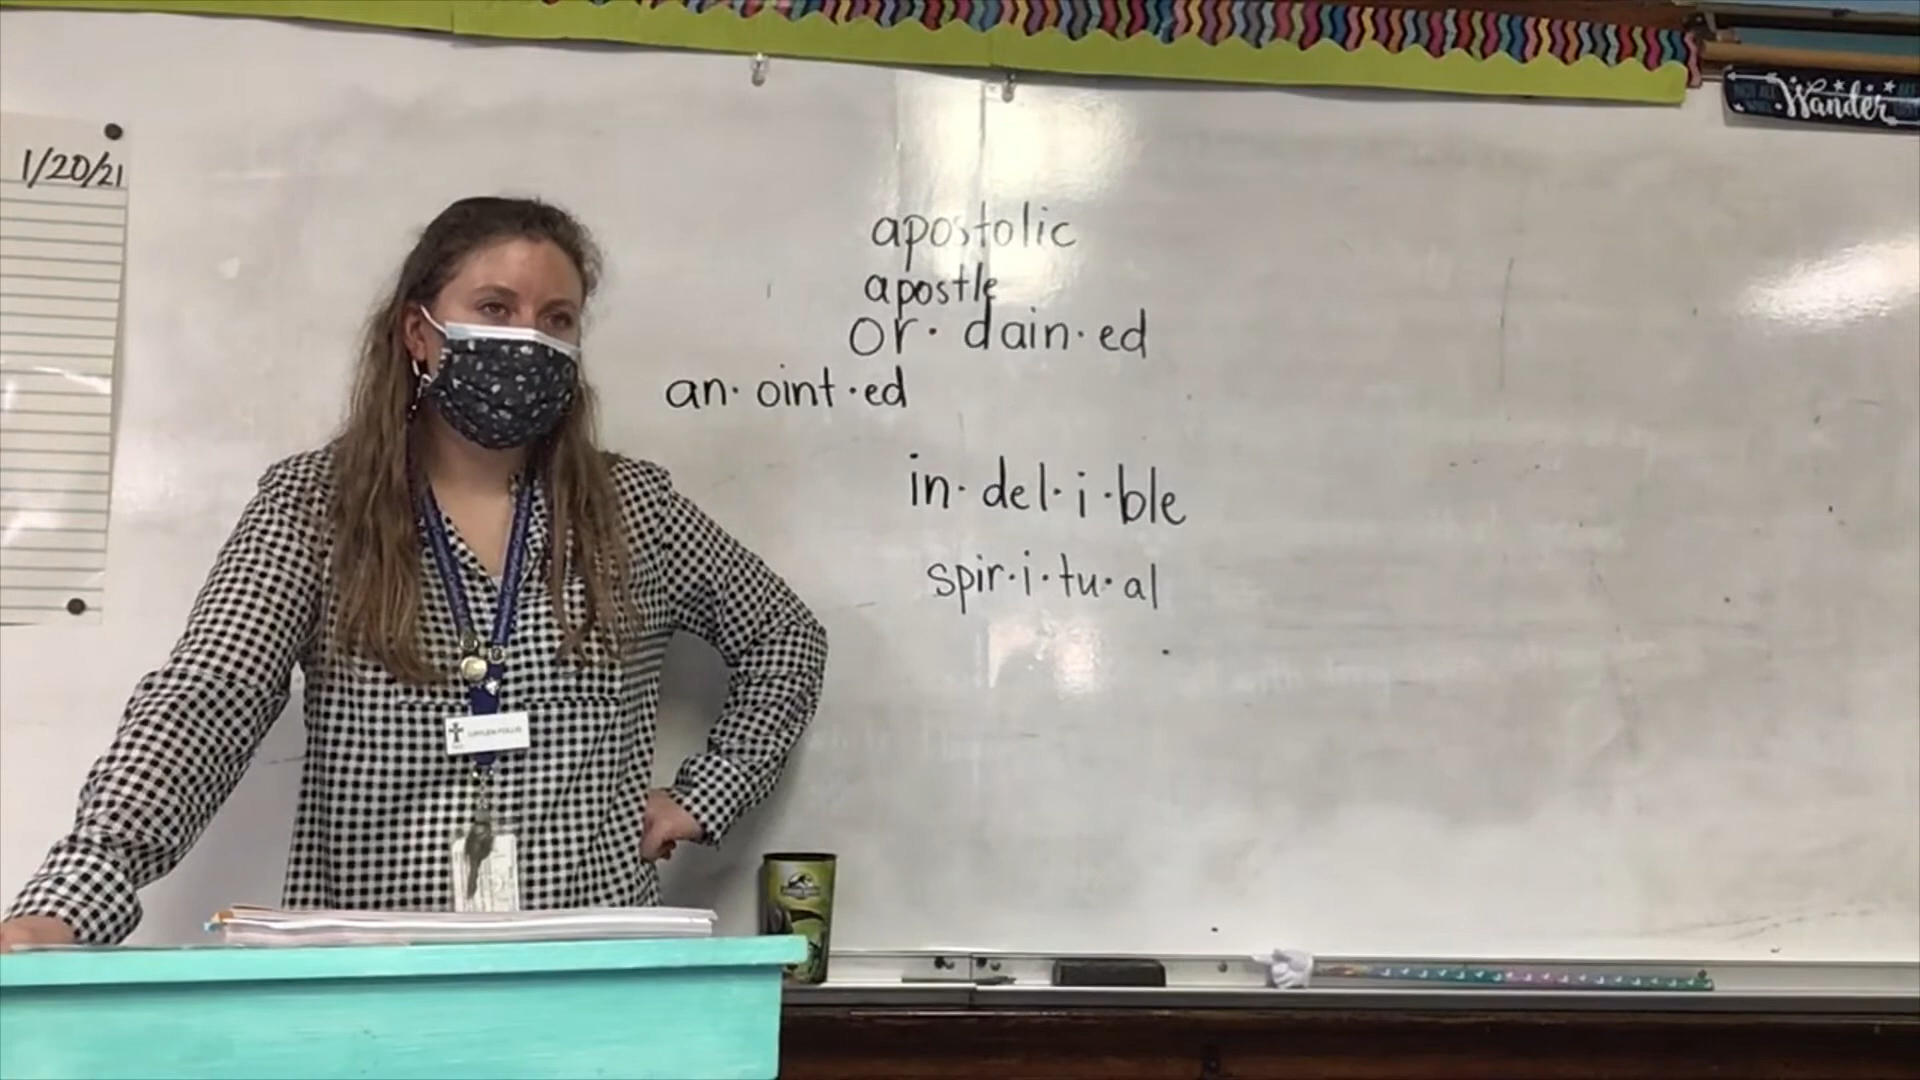 1/20/21
Wander
apostolic
apostle
or·dain·ed
an·oint·ed
in·del·i·ble
spir·i·tu·al